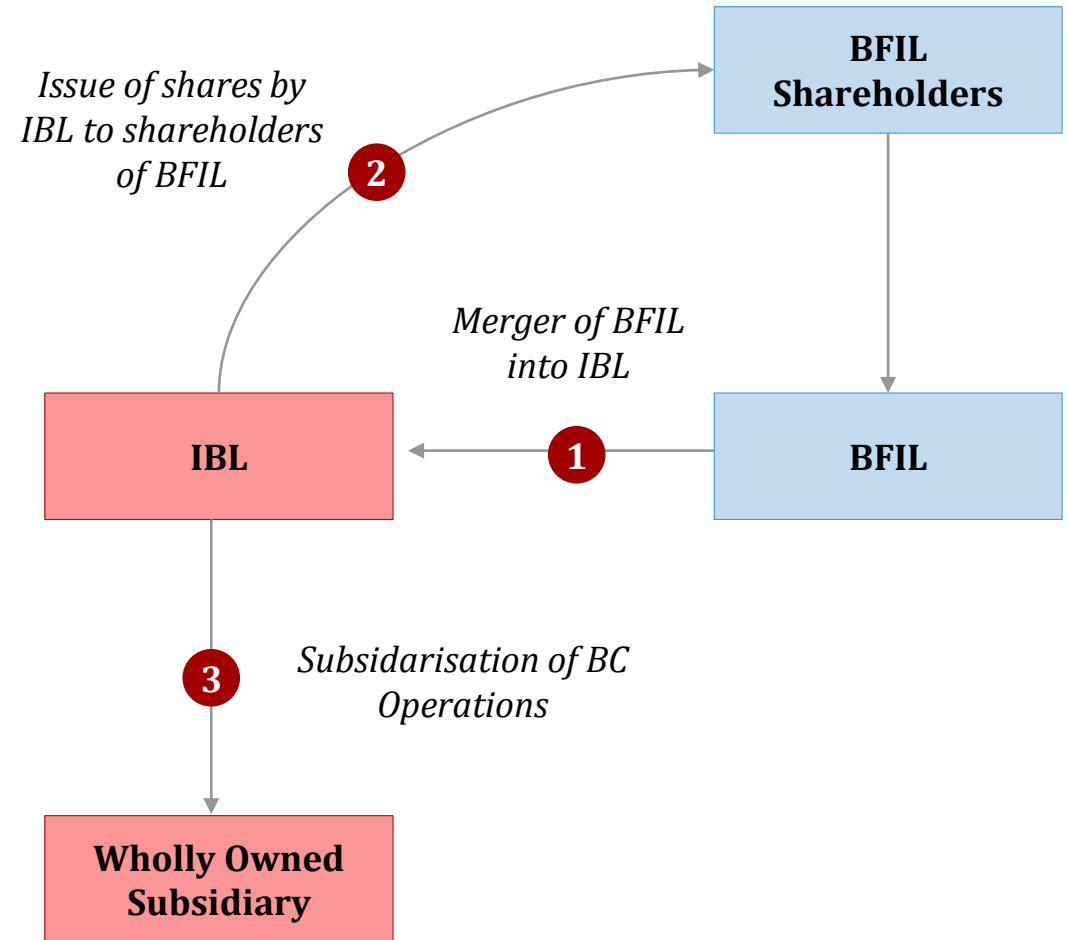 BFIL
Shareholders
Issue of shares by
IBL to shareholders
of BFIL
2
Merger of BFIL
into IBL
IBL
1
BFIL
3
Subsidarisation of BC
Operations
Wholly Owned
Subsidiary